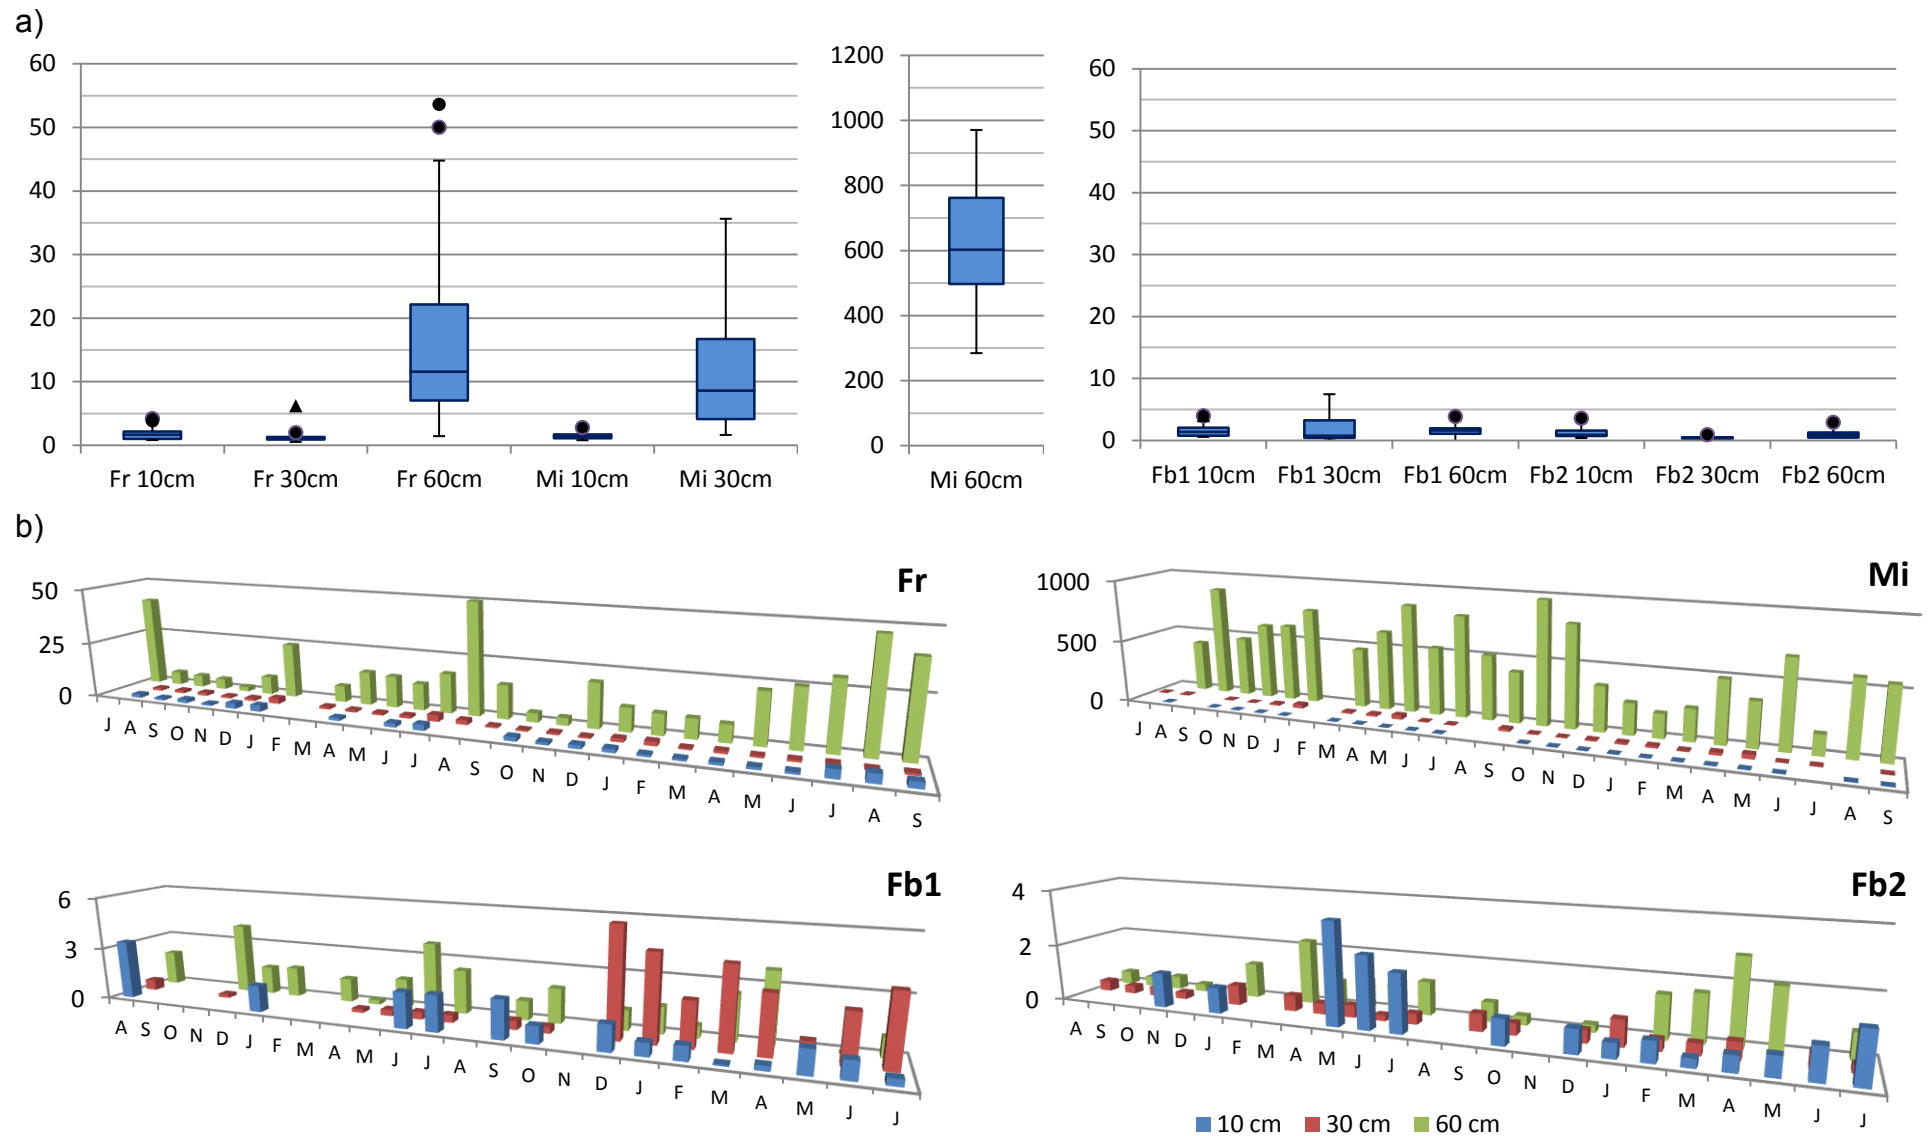 a)
60
50
40
30
20
10
0
Fr 10cm Fr 30cm Fr 60cm Mi 10cm Mi 30cm
1200
1000
800
600
400
200
0
Mi 60cm
60
50
40
30
20
10
0
Fb1 10cm Fb1 30cm Fb1 60cm Fb2 10cm Fb2 30cm Fb2 60cm
b)
Fr
50
25
0
J A S O N D J F M A M J J A S O N D J F M A M J J A S
Mi
1000
500
0
J A S O N D J F M A M J J A S O N D J F M A M J J A S
Fb1
6
3
0
A S O N D J F M A M J J A S O N D J F M A M J J
Fb2
4
2
0
A S O N D J F M A M J J A S O N D J F M A M J J
10 cm 30 cm 60 cm